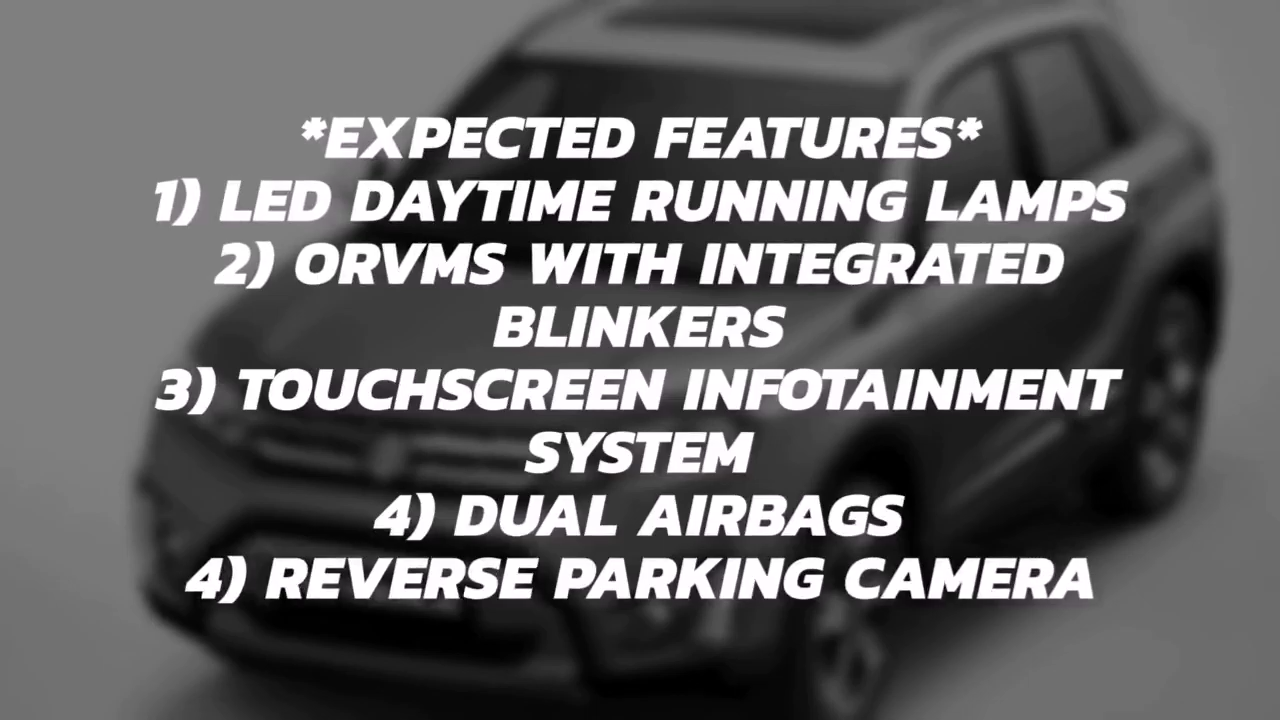 *EXPECTED FEATURES*
1) LED DAYTIME RUNNING LAMPS
2) ORVMS WITH INTEGRATED
BLINKERS
3) TOUCHSCREEN INFOTAINMENT
SYSTEM
4) DUAL AIRBAGS
4) REVERSE PARKING CAMERA